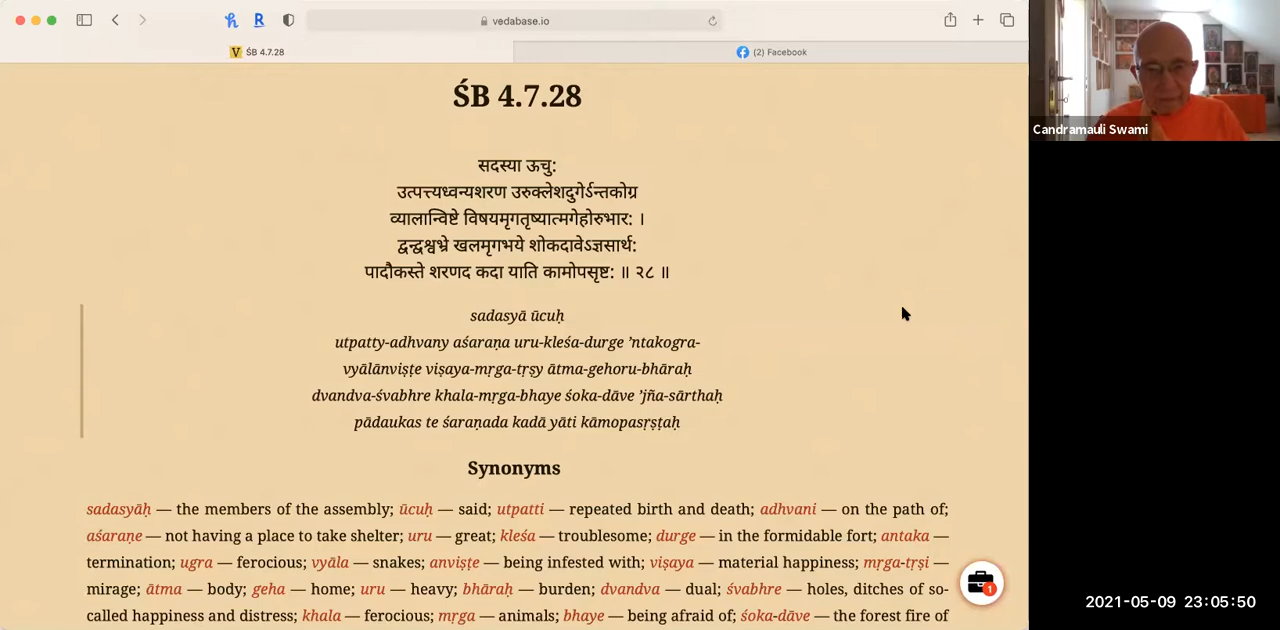 vedabase.io
ŚB 4.7.28
(2) Facebook
ŚB 4.7.28
सदस्या ऊचु:
उत्पत्त्यध्वन्यशरण उरुक्लेशदुर्गेऽन्तकोग्र
व्यालान्विष्टे विषयमृगतृष्यात्मगेहोरुभार: ।
द्वन्द्वश्वभ्रे खलमृगभये शोकदावेऽज्ञसार्थ:
पादौकस्ते शरणद कदा याति कामोपसृष्ट: ॥ २८ ॥
sadasyā ūcuḥ
utpatty-adhvany aśaraṇa uru-kleśa-durge ’ntakogra-
vyālānviṣṭe viṣaya-mṛga-tṛṣy ātma-gehoru-bhāraḥ
dvandva-śvabhre khala-mṛga-bhaye śoka-dāve ’jña-sārthaḥ
pādaukas te śaraṇada kadā yāti kāmopasṛṣṭaḥ
Synonyms
sadasyāḥ — the members of the assembly; ūcuḥ — said; utpatti — repeated birth and death; adhvani — on the path of;
aśaraṇe — not having a place to take shelter; uru — great; kleśa — troublesome; durge — in the formidable fort; antaka —
termination; ugra — ferocious; vyāla — snakes; anviṣṭe — being infested with; viṣaya — material happiness; mṛga-tṛṣi —
mirage; ātma — body; geha — home; uru — heavy; bhāraḥ — burden; dvandva — dual; śvabhre — holes, ditches of so-
called happiness and distress; khala — ferocious; mṛga — animals; bhaye — being afraid of; śoka-dāve — the forest fire of
1
Candramauli Swami
2021-05-09 23:05:50